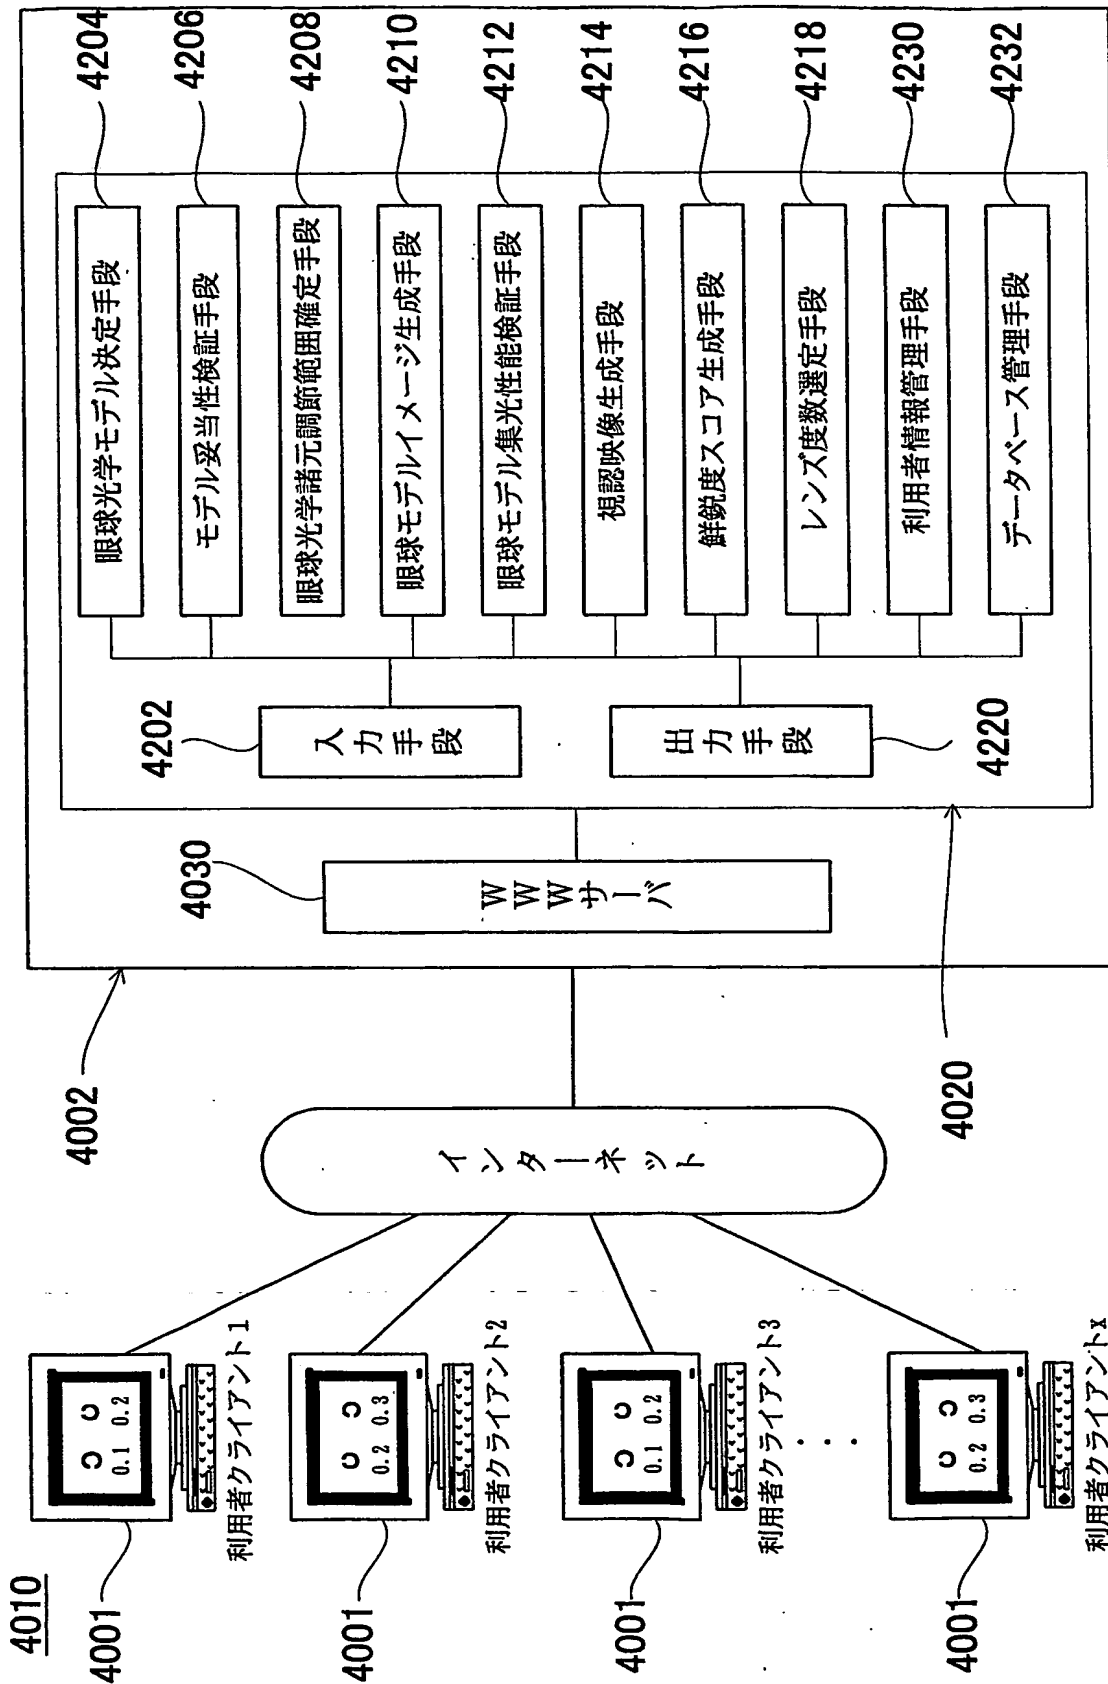 4010
4001
0.1 0.2
利用者クライアント1
4001
0.2 0.3
利用者クライアント2
4001
0.1 0.2
利用者クライアント3
4001
0.2 0.3
利用者クライアントx
インターネット
4002
4030
WWWサーバ
4020
4202
入力手段
4220
出力手段
眼球光学モデル決定手段
4204
モデル妥当性検証手段
4206
眼球光学諸元調節範囲確定手段
4208
眼球モデルイメージ生成手段
4210
眼球モデル集光性能検証手段
4212
視認映像生成手段
4214
鮮鋭度スコア生成手段
4216
レンズ度数選定手段
4218
利用者情報管理手段
4230
データベース管理手段
4232